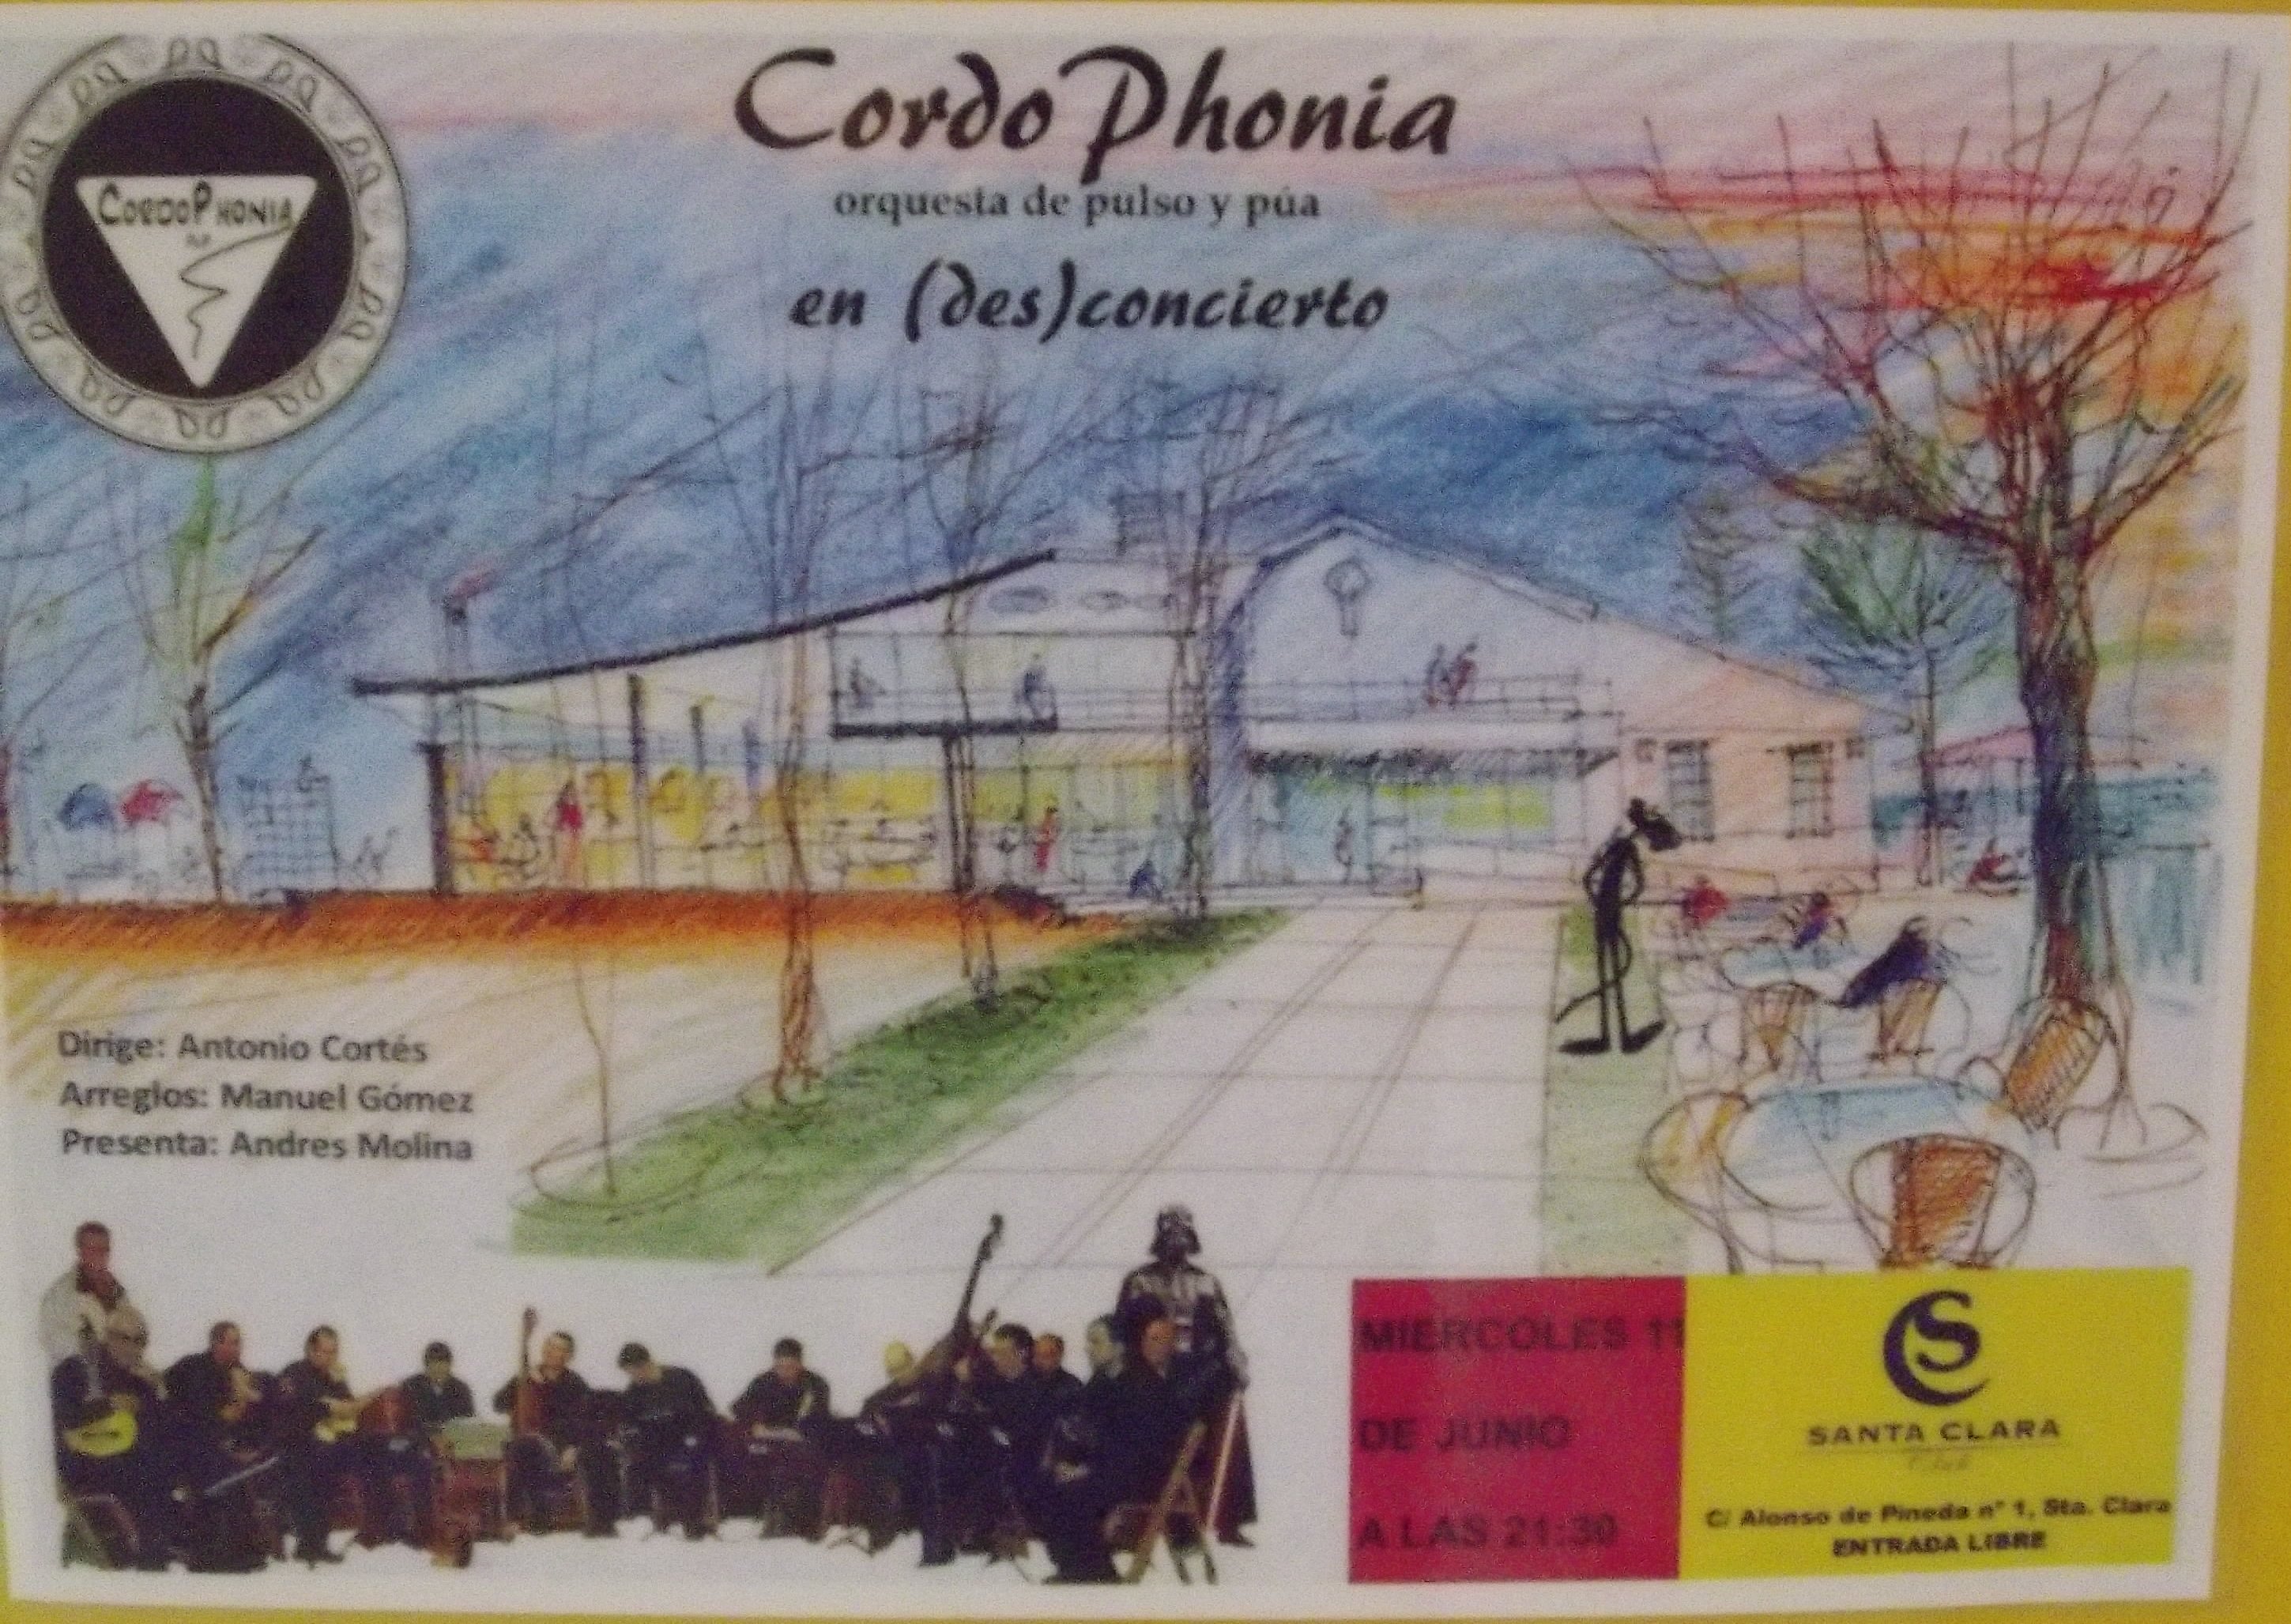 CORDOPHONIA
CordoPhonia
orquesta de pulso y púa
en (des)concierto
Dirige: Antonio Cortés
Arreglos: Manuel Gómez
Presenta: Andres Molina
MIERCOLES 11
DE JUNIO
A LAS 21:30
SANTA CLARA
Club
C/ Alonso de Pineda n° 1, Sta. Clara
ENTRADA LIBRE